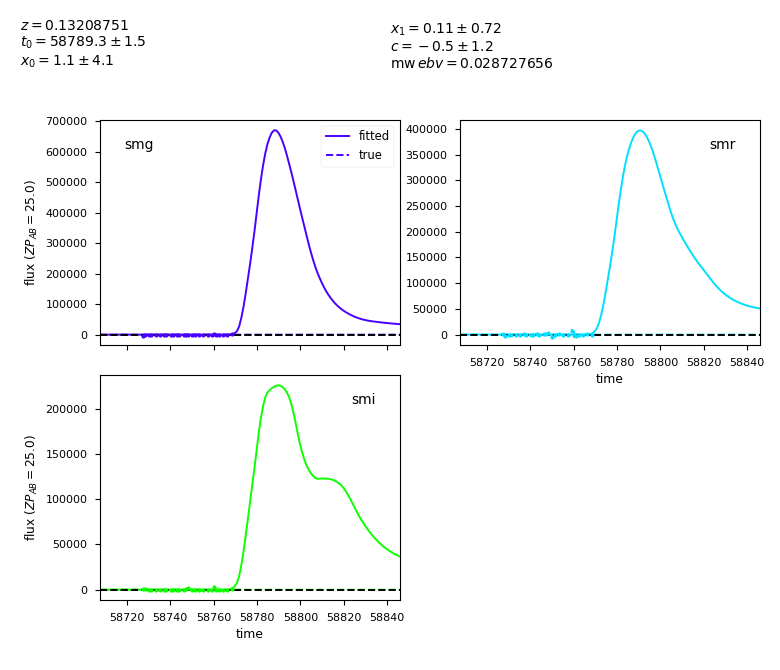 z = 0.13208751
t₀ = 58789.3 ± 1.5
x₀ = 1.1 ± 4.1
x₁ = 0.11 ± 0.72
c = −0.5 ± 1.2
mw ebv = 0.028727656
700000
600000
500000
400000
300000
200000
100000
0
flux (ZP_AB = 25.0)
smg
fitted
true
400000
350000
300000
250000
200000
150000
100000
50000
0
smr
58720 58740 58760 58780 58800 58820 58840
time
200000
150000
100000
50000
0
flux (ZP_AB = 25.0)
smi
58720 58740 58760 58780 58800 58820 58840
time